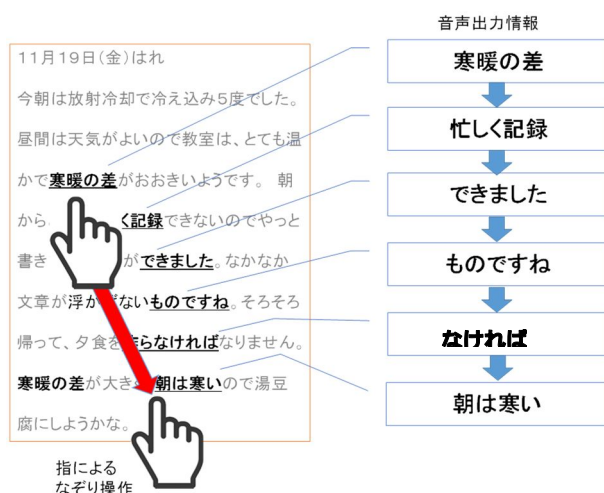 音声出力情報
11月19日(金)はれ
今朝は放射冷却で冷え込み5度でした。
昼間は天気がよいので教室は、とても温
かで寒暖の差がおおきいようです。 朝
から く記録できないのでやっと
書き ができました。なかなか
文章が浮か ないものですね。そろそろ
帰って、夕食を らなければなりません。
寒暖の差が大き 朝は寒いので湯豆
腐にしようかな。
指による
なぞり操作
寒暖の差
忙しく記録
できました
ものですね
なければ
朝は寒い